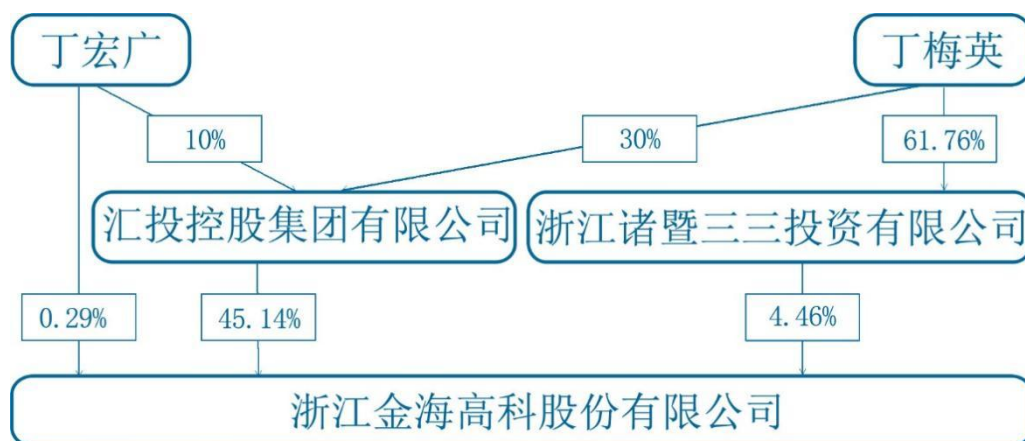 丁宏广
丁梅英
10%
30%
61.76%
汇投控股集团有限公司
浙江诸暨三三投资有限公司
0.29%
45.14%
4.46%
浙江金海高科股份有限公司